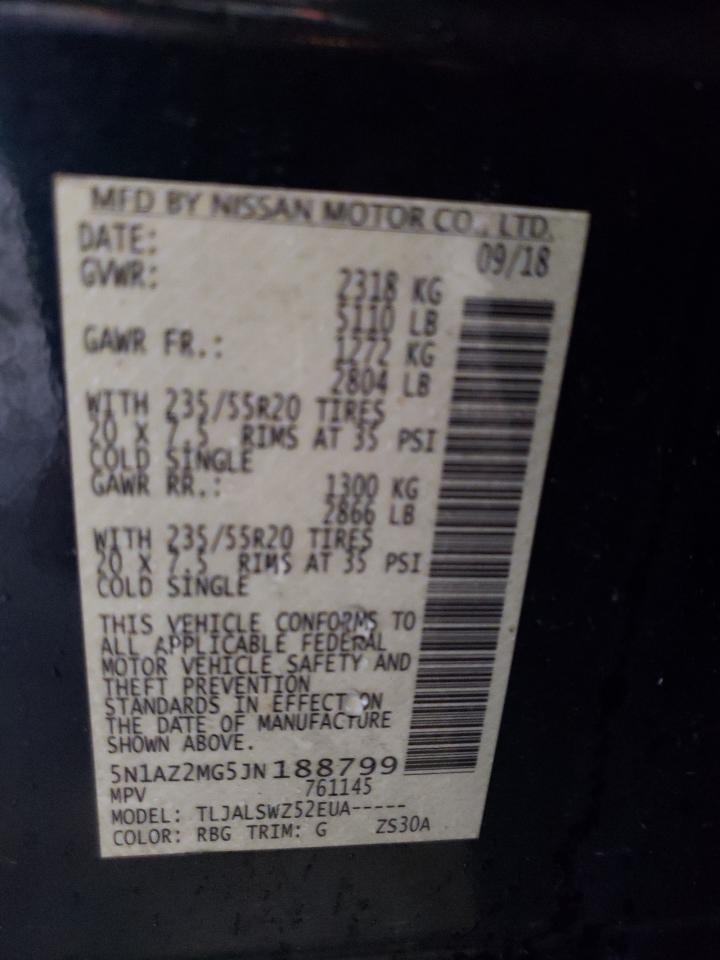 MFD BY NISSAN MOTOR CO., LTD.
DATE: 09/18
GVWR: 2318 KG
5110 LB
GAWR FR.: 1272 KG
2804 LB
WITH 235/55R20 TIRES
20 X 7.5 RIMS AT 35 PSI
COLD SINGLE
GAWR RR.: 1300 KG
2866 LB
WITH 235/55R20 TIRES
20 X 7.5 RIMS AT 35 PSI
COLD SINGLE
THIS VEHICLE CONFORMS TO
ALL APPLICABLE FEDERAL
MOTOR VEHICLE SAFETY AND
THEFT PREVENTION
STANDARDS IN EFFECT ON
THE DATE OF MANUFACTURE
SHOWN ABOVE.
5N1AZ2MG5JN188799
MPV 761145
MODEL: TLJALSWZ52EUA-----
COLOR: RBG TRIM: G ZS30A